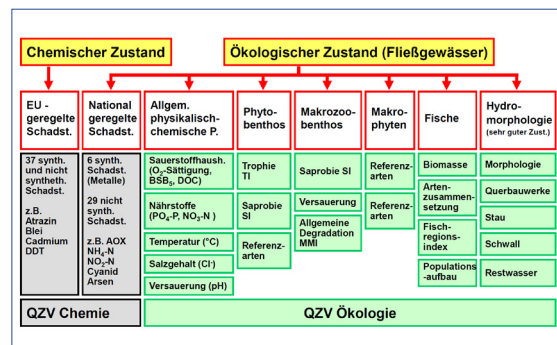 Chemischer Zustand
Ökologischer Zustand (Fließgewässer)
EU -
geregelte
Schadst.
National
geregelte
Schadst.
Allgem.
physikalisch-
chemische P.
Phyto-
benthos
Makrozoo-
benthos
Makro-
phyten
Fische
Hydro-
morphologie
(sehr guter Zust.)
37 synth.
und nicht
syntheth.
Schadst.
z.B.
Atrazin
Blei
Cadmium
DDT
6 synth.
Schadst.
(Metalle)
29 nicht
synth.
Schadst.
z.B. AOX
NH4-N
NO2-N
Cyanid
Arsen
Sauerstoffhaush.
(O2-Sättigung,
BSB5, DOC)
Nährstoffe
(PO4-P, NO3-N )
Temperatur (°C)
Salzgehalt (Cl-)
Versauerung (pH)
Trophie
TI
Saprobie
SI
Referenz-
arten
Saprobie SI
Versauerung
Allgemeine
Degradation
MMI
Referenz-
arten
Referenz-
arten
Biomasse
Arten-
zusammen-
setzung
Fisch-
regions-
index
Populations-
aufbau
Morphologie
Querbauwerke
Stau
Schwall
Restwasser
QZV Chemie
QZV Ökologie